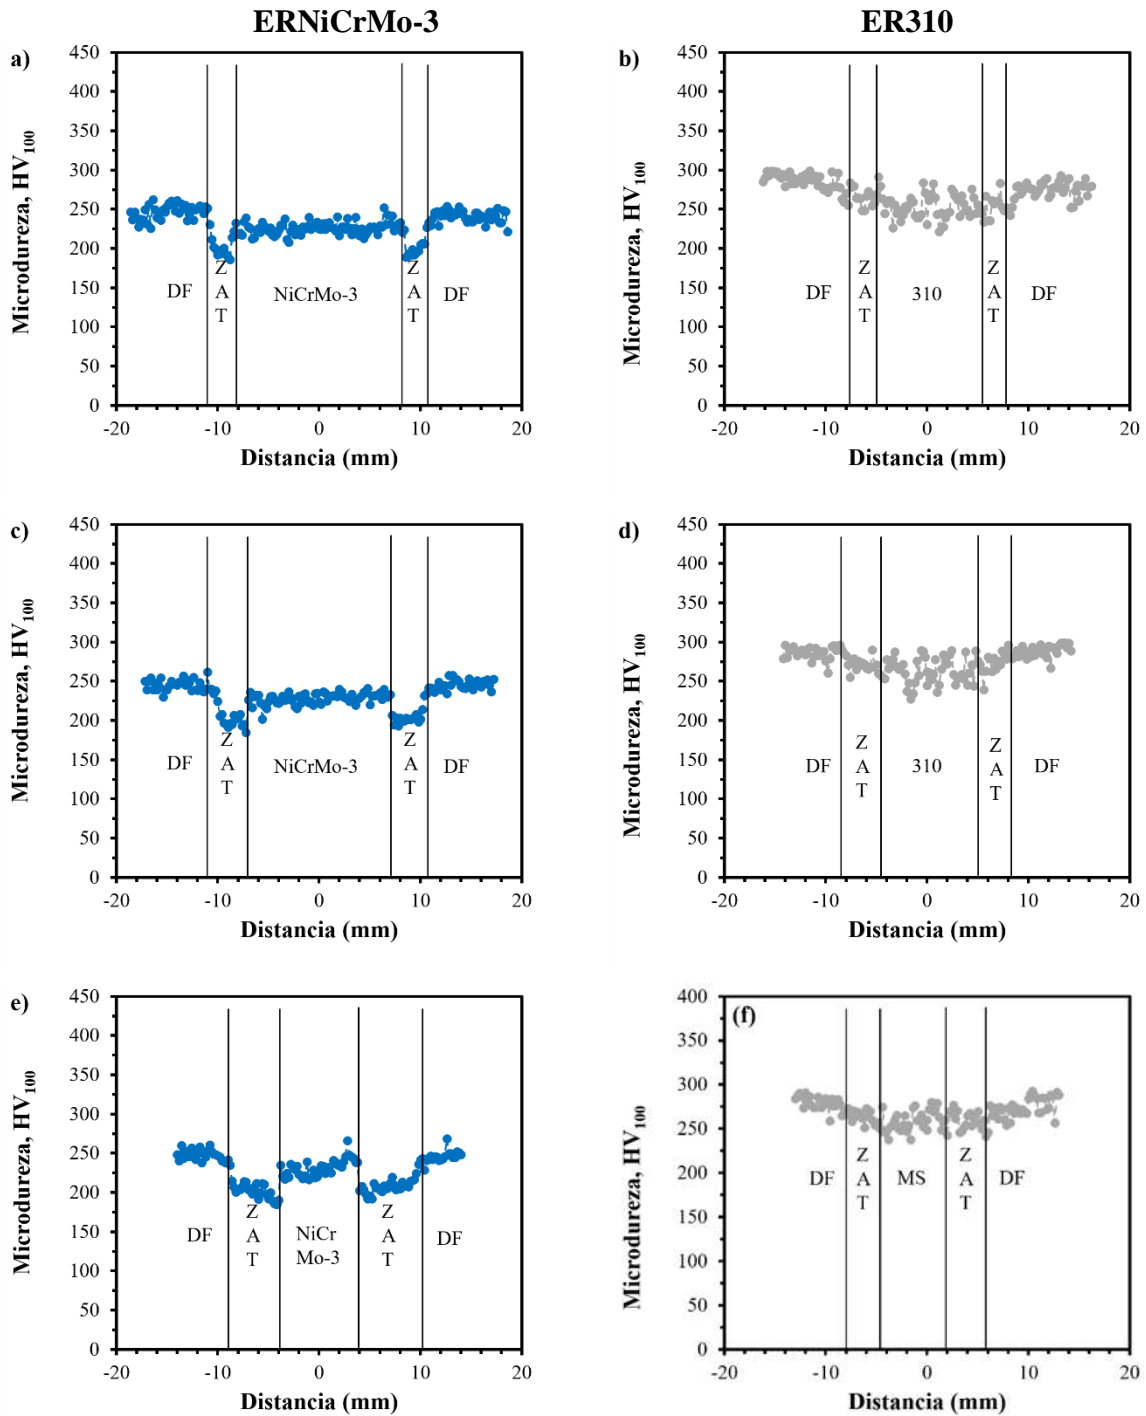 ERNiCrMo-3
ER310
a)
450
400
350
300
250
200
150
100
50
0
Microdureza, HV100
DF
Z
A
T
NiCrMo-3
Z
A
T
DF
-20
-10
0
10
20
Distancia (mm)
b)
450
400
350
300
250
200
150
100
50
0
Microdureza, HV100
DF
Z
A
T
310
Z
A
T
DF
-20
-10
0
10
20
Distancia (mm)
c)
450
400
350
300
250
200
150
100
50
0
Microdureza, HV100
DF
Z
A
T
NiCrMo-3
Z
A
T
DF
-20
-10
0
10
20
Distancia (mm)
d)
450
400
350
300
250
200
150
100
50
0
Microdureza, HV100
DF
Z
A
T
310
Z
A
T
DF
-20
-10
0
10
20
Distancia (mm)
e)
450
400
350
300
250
200
150
100
50
0
Microdureza, HV100
DF
Z
A
T
NiCr
Mo-3
Z
A
T
DF
-20
-10
0
10
20
Distancia (mm)
(f)
400
350
300
250
200
150
100
50
0
Microdureza, HV100
DF
Z
A
T
MS
Z
A
T
DF
-20
-10
0
10
20
Distancia (mm)